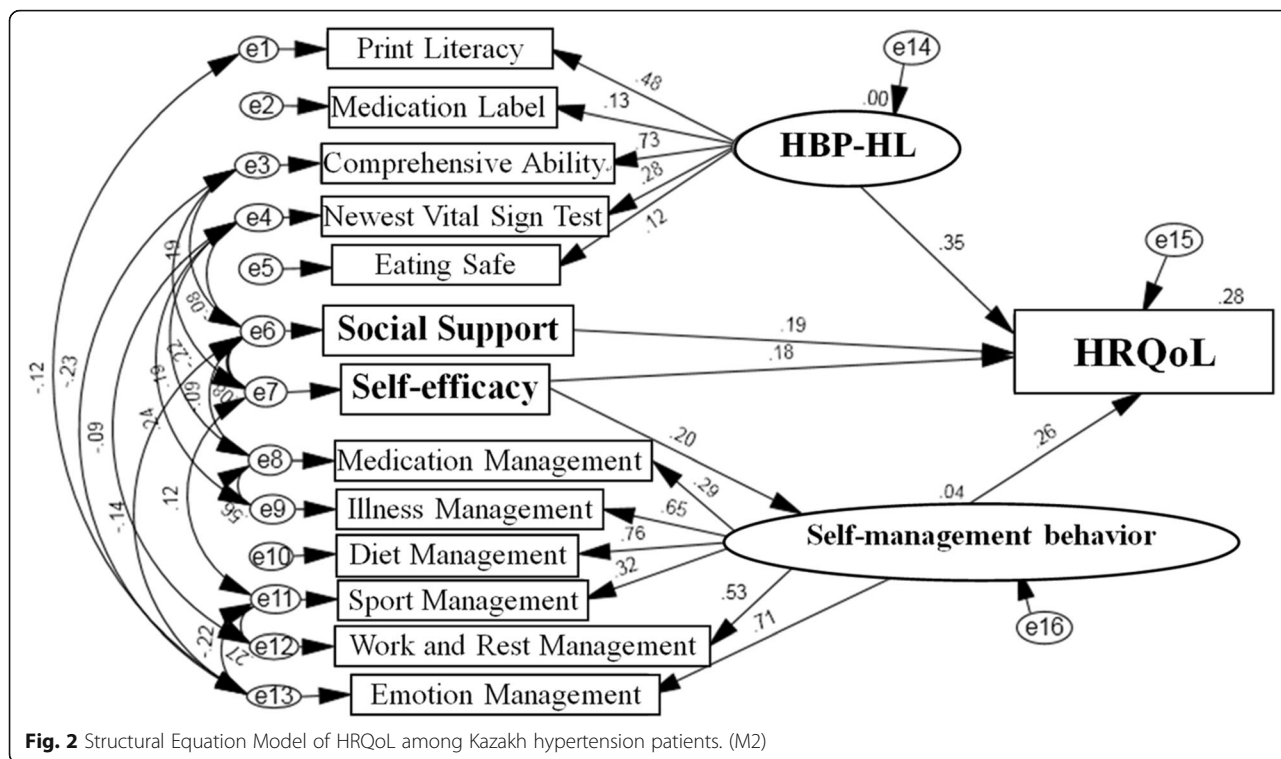 e1
Print Literacy
e14
.48
.00
e2
Medication Label
.13
HBP-HL
.73
e3
Comprehensive Ability
.28
e4
Newest Vital Sign Test
.12
.19
.35
e15
e5
Eating Safe
.08
.28
e6
Social Support
.19
HRQoL
-.22
.18
-.12
-.23
.19
.09
.08
e7
Self-efficacy
-.09
.24
.20
.26
e8
Medication Management
.29
.04
-.14
.12
.56
e9
Illness Management
.65
Self-management behavior
.76
e10
Diet Management
.32
e11
Sport Management
.53
-.22
.27
e12
Work and Rest Management
.71
e16
e13
Emotion Management
Fig. 2 Structural Equation Model of HRQoL among Kazakh hypertension patients. (M2)